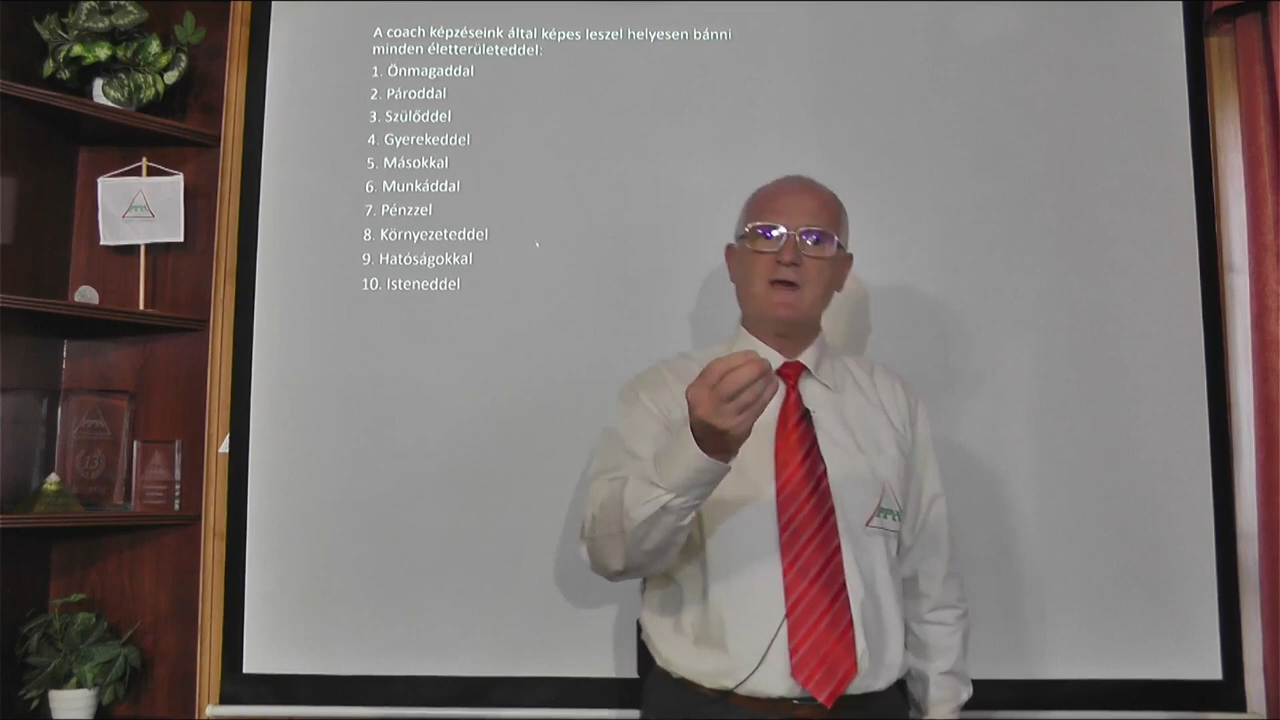 A coach képzéseink által képes leszel helyesen bánni
minden életterületeddel:
1. Önmagaddal
2. Pároddal
3. Szülőddel
4. Gyerekeddel
5. Másokkal
6. Munkáddal
7. Pénzzel
8. Környezeteddel
9. Hatóságokkal
10. Isteneddel
13